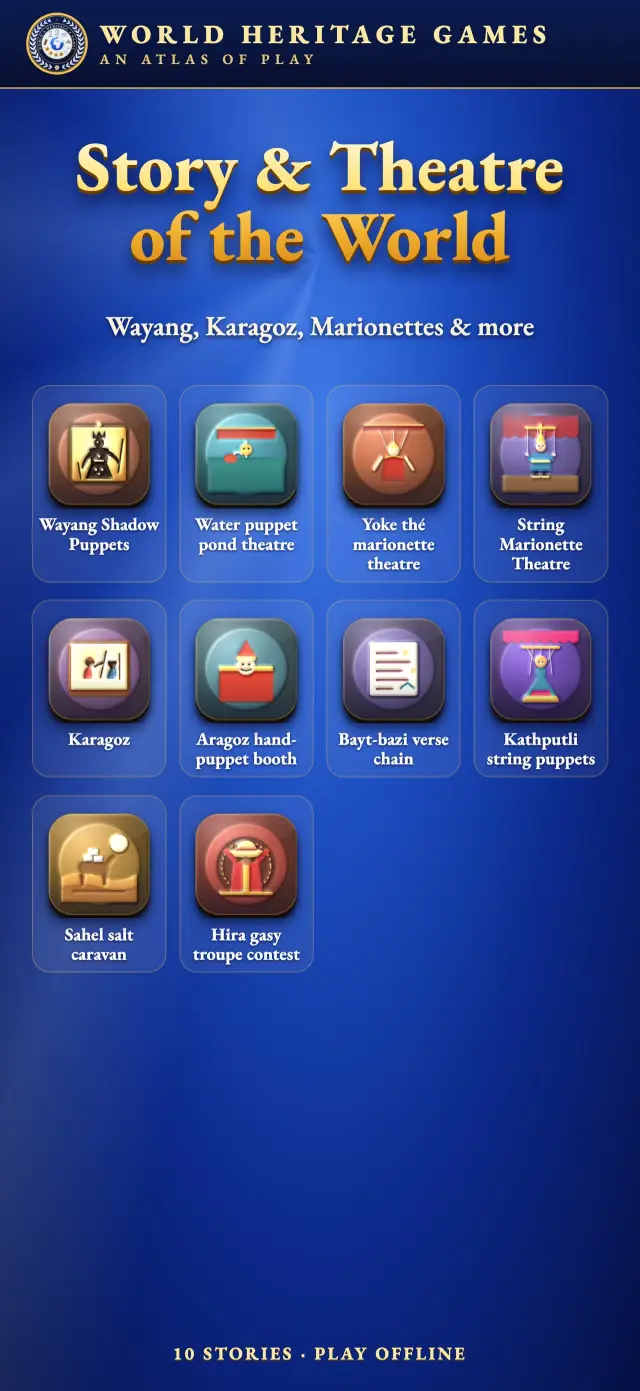 WORLD HERITAGE GAMES
AN ATLAS OF PLAY
Story & Theatre
of the World
Wayang, Karagoz, Marionettes & more
Wayang Shadow
Puppets
Water puppet
pond theatre
Yoke thé
marionette
theatre
String
Marionette
Theatre
Karagoz
Aragoz hand-
puppet booth
Bayt-bazi verse
chain
Kathputli
string puppets
Sahel salt
caravan
Hira gasy
troupe contest
10 STORIES · PLAY OFFLINE